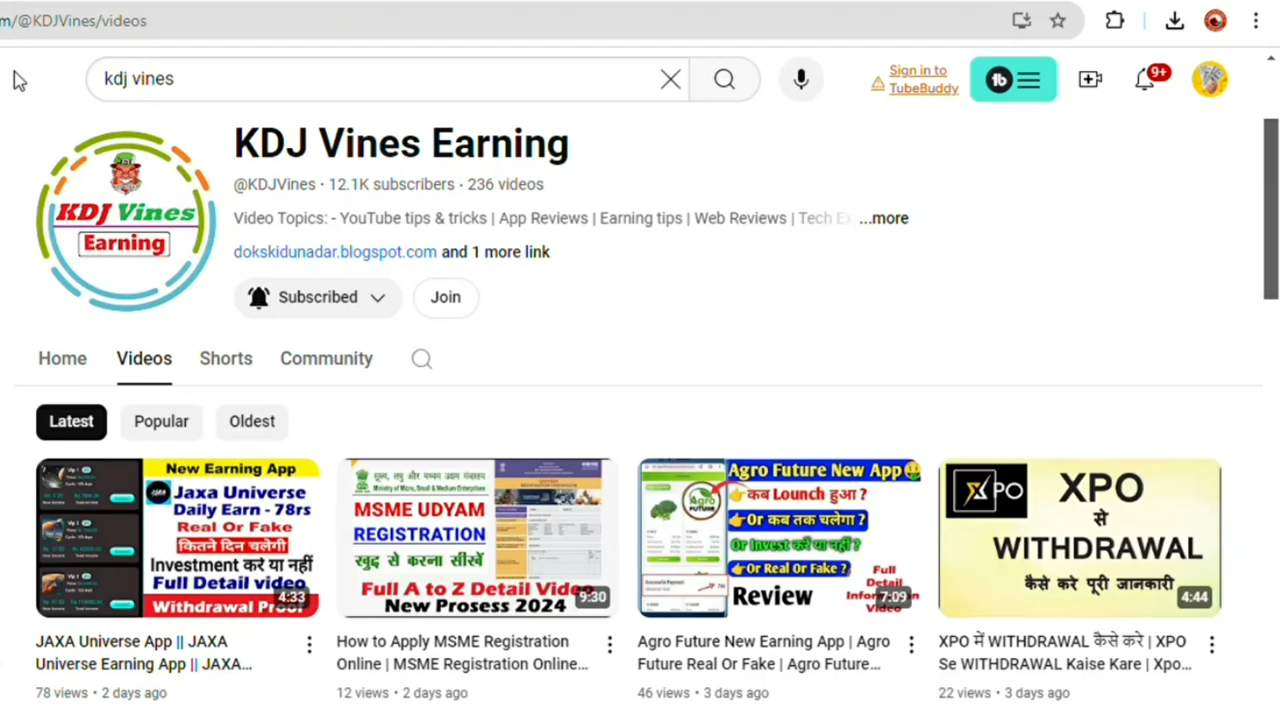 m/@KDJVines/videos
kdj vines
Sign in to
TubeBuddy
9+
KDJ Vines Earning
KDJ Vines
Earning
@KDJVines · 12.1K subscribers · 236 videos
Video Topics: - YouTube tips & tricks | App Reviews | Earning tips | Web Reviews | Tech Ex ...more
dokskidunadar.blogspot.com and 1 more link
Subscribed Join
Home Videos Shorts Community
Latest Popular Oldest
New Earning App
Jaxa Universe
Daily Earn - 78rs
Real Or Fake
कितने दिन चलेगी
Investment करे या नहीं
Full Detail video
Withdrawal Proof
4:33
सूक्ष्म, लघु और मध्यम उद्यम मंत्रालय
Ministry of Micro, Small & Medium Enterprises
MSME UDYAM
REGISTRATION
खुद से करना सीखें
Full A to Z Detail Video
New Prosess 2024
9:30
Agro Future New App
Agro
FUTURE
कब Lounch हुआ ?
Or कब तक चलेगा ?
Or Invest करें या नहीं ?
Or Real Or Fake ?
Review
Full
Detail
Information
Video
7:09
XPO
XPO
से
WITHDRAWAL
कैसे करे पूरी जानकारी
4:44
JAXA Universe App || JAXA
Universe Earning App || JAXA...
78 views • 2 days ago
How to Apply MSME Registration
Online | MSME Registration Online...
12 views • 2 days ago
Agro Future New Earning App | Agro
Future Real Or Fake | Agro Future...
46 views • 3 days ago
XPO में WITHDRAWAL कैसे करे | XPO
Se WITHDRAWAL Kaise Kare | Xpo...
22 views • 3 days ago